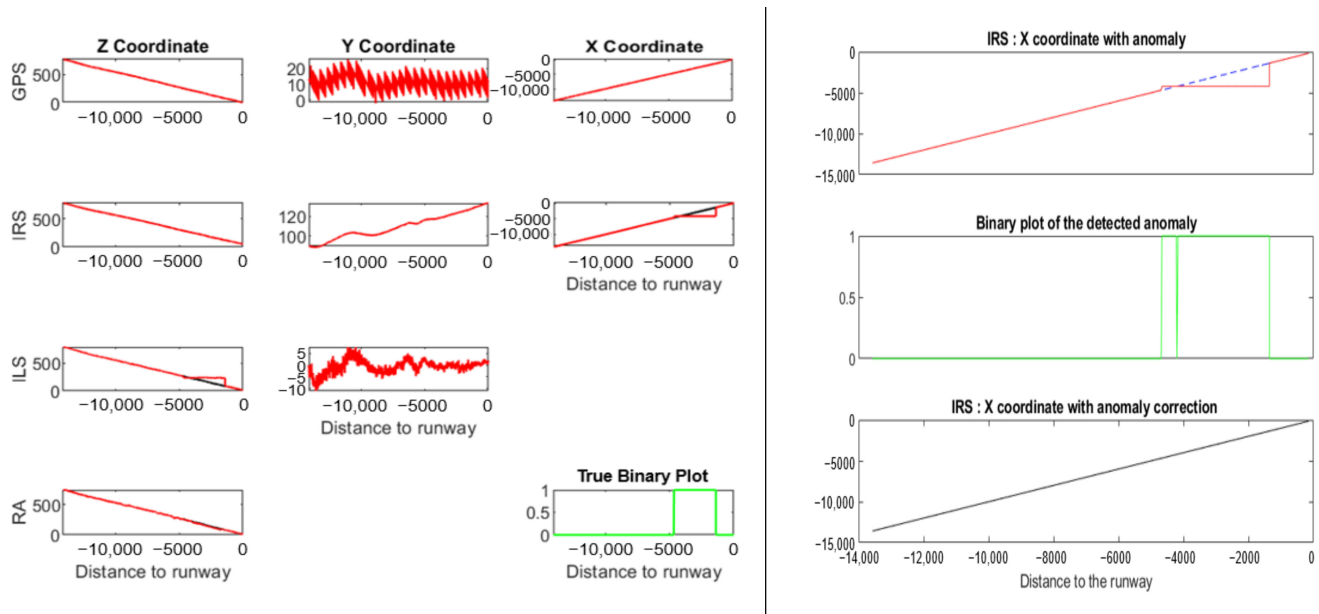 Z Coordinate
Y Coordinate
X Coordinate
GPS
500
0
−10,000 −5000 0
20
10
0
−10,000 −5000 0
0
−5000
−10,000
−10,000 −5000 0
IRS
500
0
−10,000 −5000 0
120
100
−10,000 −5000 0
0
−5000
−10,000
−10,000 −5000 0
Distance to runway
ILS
500
0
−10,000 −5000 0
5
−5
−10
−10,000 −5000 0
Distance to runway
RA
500
0
−10,000 −5000 0
Distance to runway
True Binary Plot
1
0.5
0
−10,000 −5000 0
Distance to runway
IRS : X coordinate with anomaly
0
−5000
−10,000
−15,000
Binary plot of the detected anomaly
1
0.5
0
IRS : X coordinate with anomaly correction
0
−5000
−10,000
−15,000
−14,000 −12,000 −10,000 −8000 −6000 −4000 −2000 0
Distance to the runway